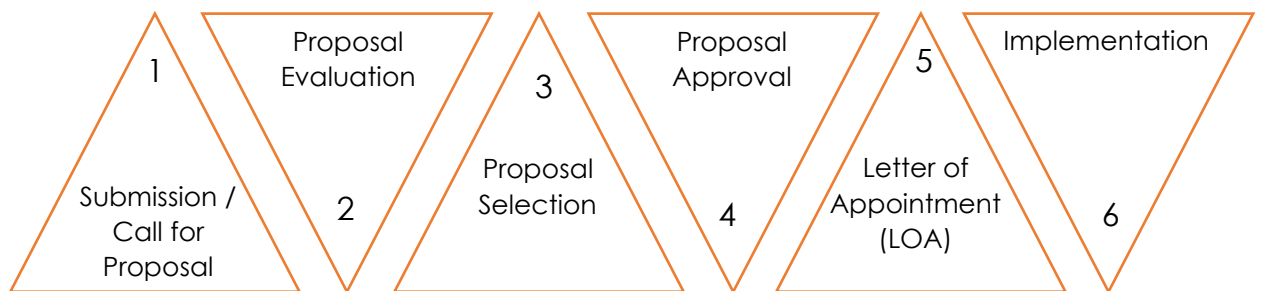 1
Submission /
Call for
Proposal
Proposal
Evaluation
2
3
Proposal
Selection
Proposal
Approval
4
5
Letter of
Appointment
(LOA)
Implementation
6